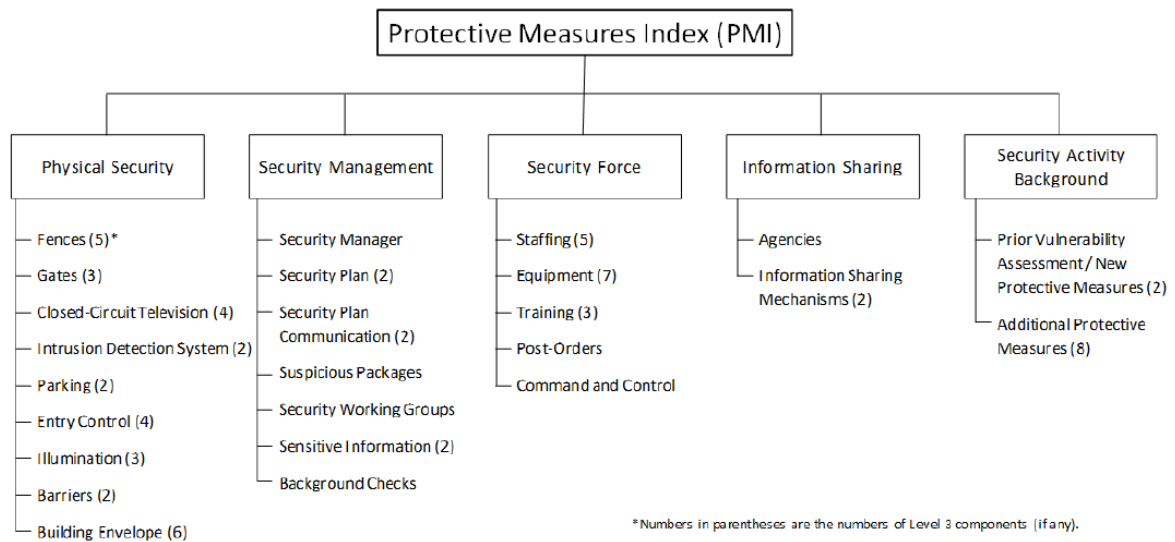 Protective Measures Index (PMI)
Physical Security
Fences (5)*
Gates (3)
Closed-Circuit Television (4)
Intrusion Detection System (2)
Parking (2)
Entry Control (4)
Illumination (3)
Barriers (2)
Building Envelope (6)
Security Management
Security Manager
Security Plan (2)
Security Plan
Communication (2)
Suspicious Packages
Security Working Groups
Sensitive Information (2)
Background Checks
Security Force
Staffing (5)
Equipment (7)
Training (3)
Post-Orders
Command and Control
Information Sharing
Agencies
Information Sharing
Mechanisms (2)
Security Activity
Background
Prior Vulnerability
Assessment / New
Protective Measures (2)
Additional Protective
Measures (8)
*Numbers in parentheses are the numbers of Level 3 components (if any).